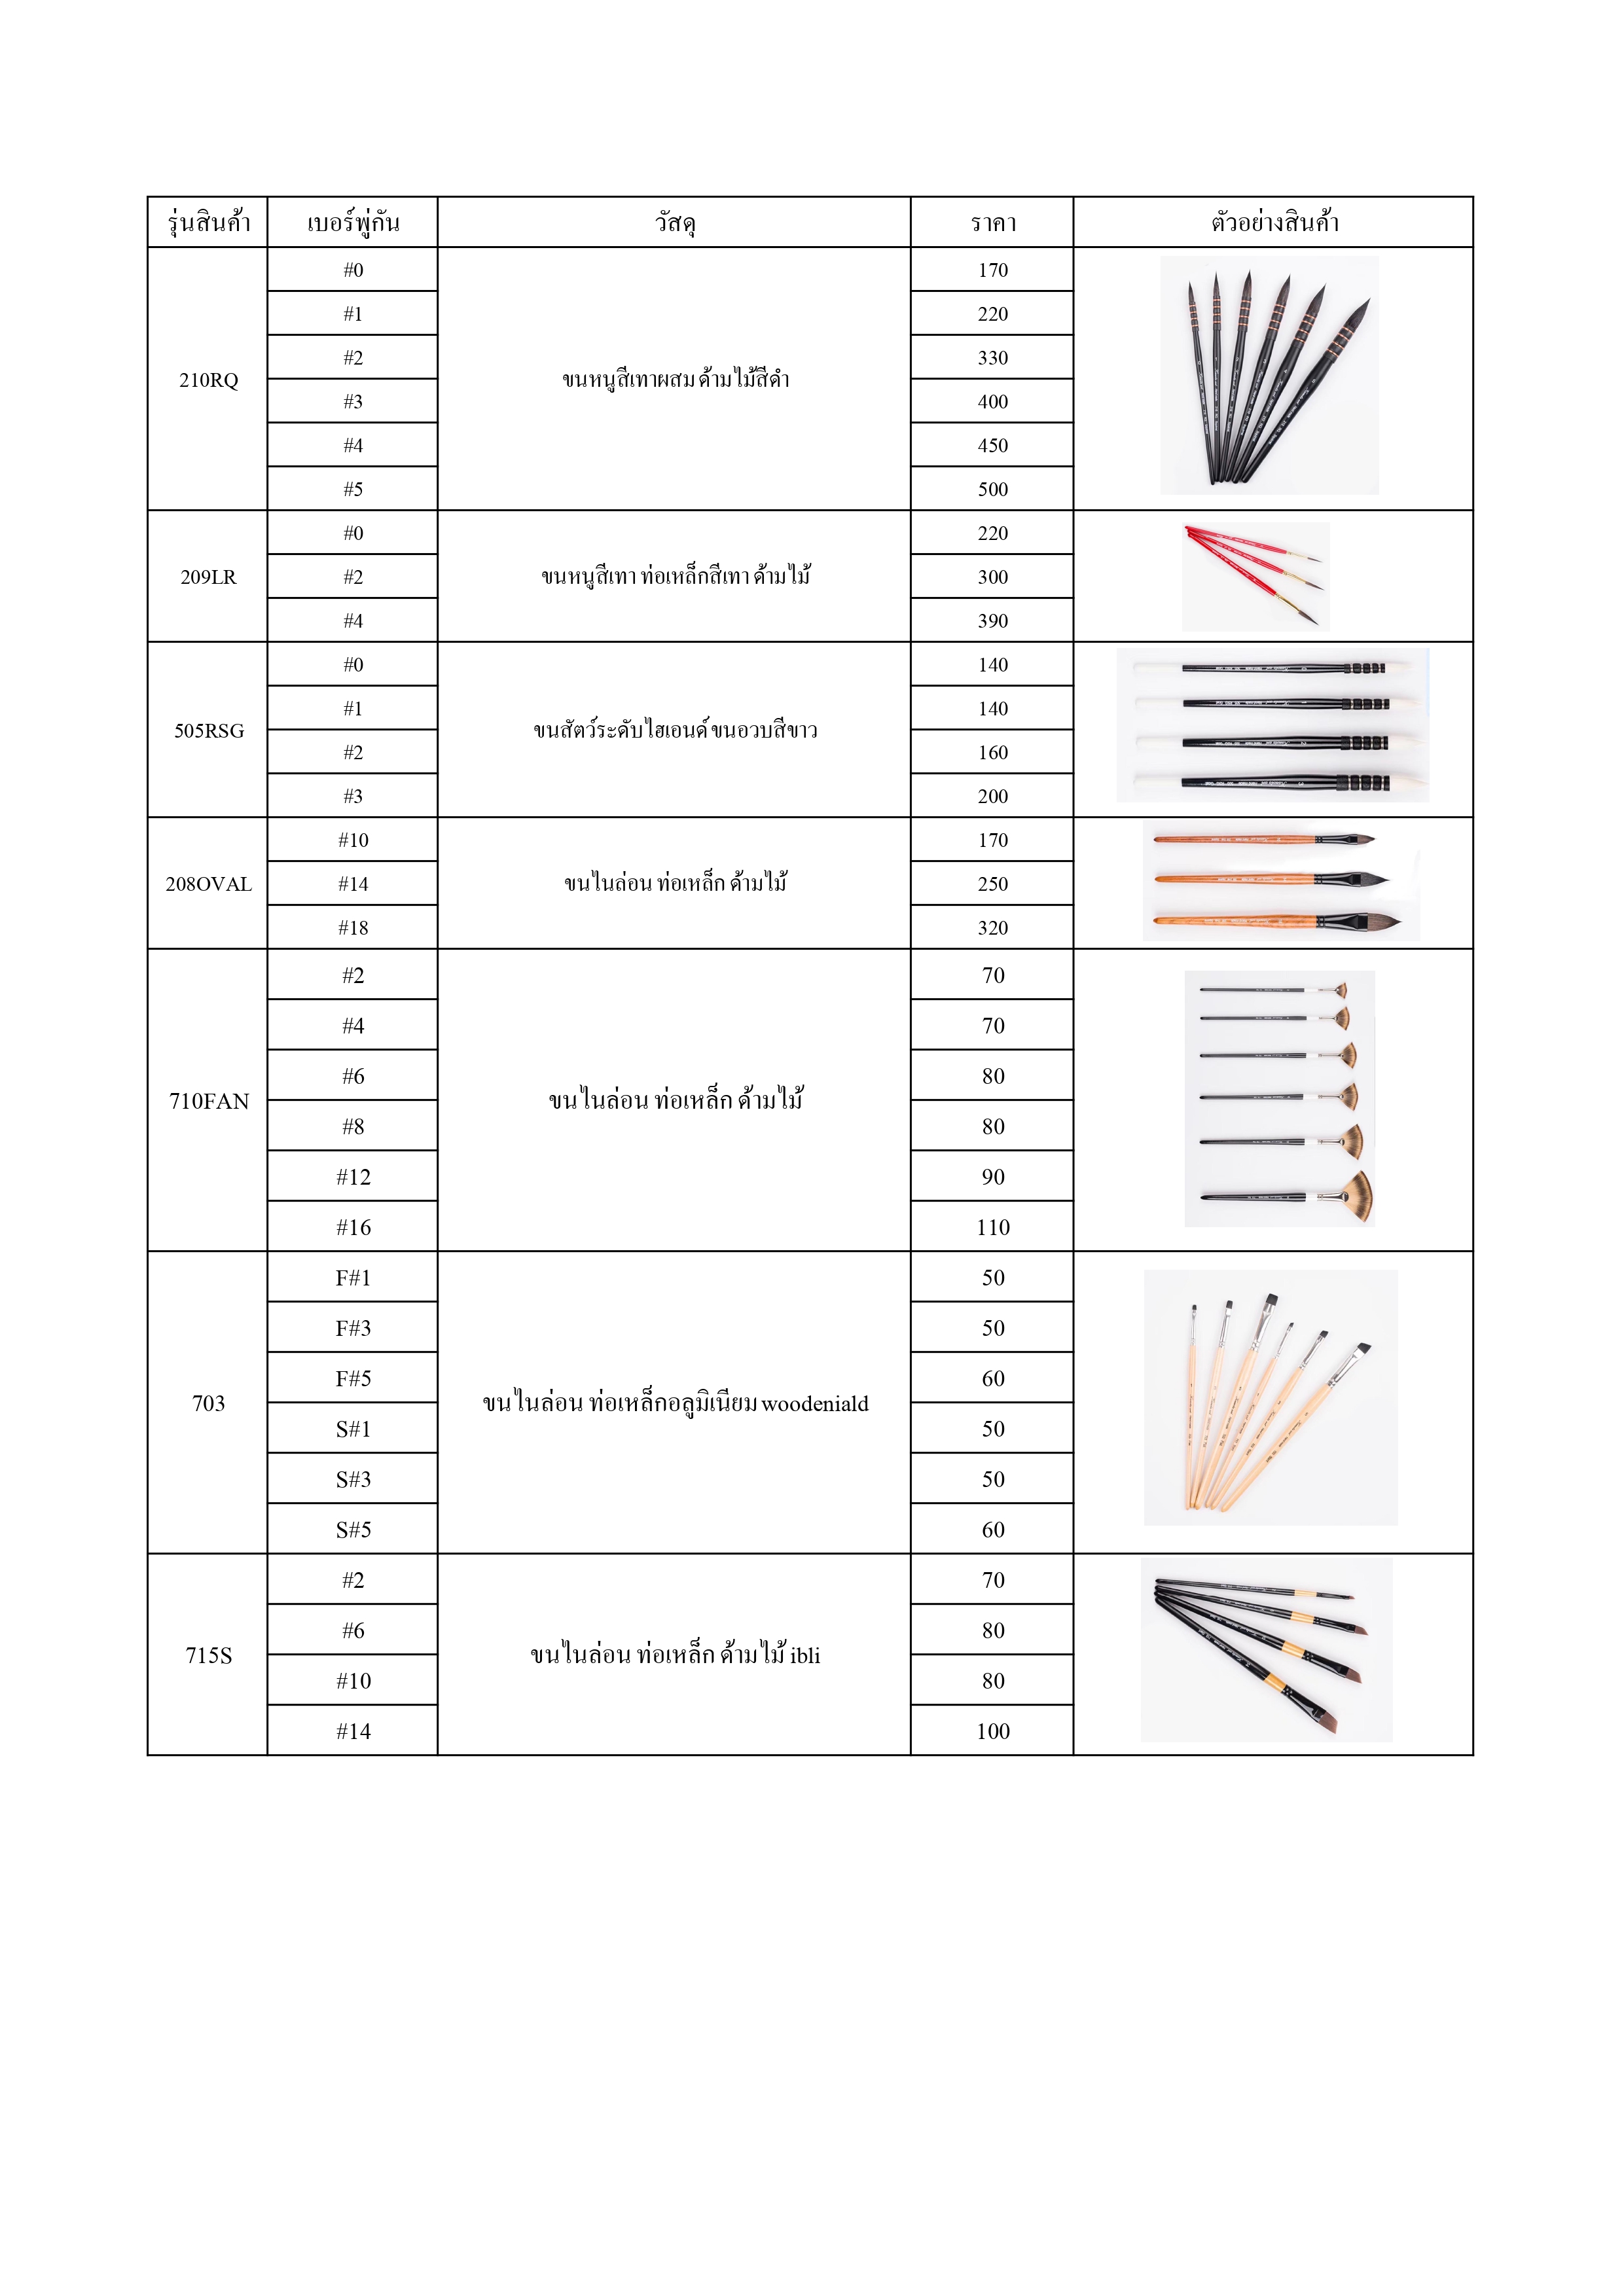 รุ่นสินค้า เบอร์พู่กัน วัสดุ ราคา ตัวอย่างสินค้า
210RQ ขนหนูสีเทาผสม ด้ามไม้สีดำ
#0 170
#1 220
#2 330
#3 400
#4 450
#5 500
209LR ขนหนูสีเทา ท่อเหล็กสีเทา ด้ามไม้
#0 220
#2 300
#4 390
505RSG ขนสัตว์ระดับไฮเอนด์ ขนอวบสีขาว
#0 140
#1 140
#2 160
#3 200
208OVAL ขนไนล่อน ท่อเหล็ก ด้ามไม้
#10 170
#14 250
#18 320
710FAN ขนไนล่อน ท่อเหล็ก ด้ามไม้
#2 70
#4 70
#6 80
#8 80
#12 90
#16 110
703 ขนไนล่อน ท่อเหล็กอลูมิเนียม woodeniald
F#1 50
F#3 50
F#5 60
S#1 50
S#3 50
S#5 60
715S ขนไนล่อน ท่อเหล็ก ด้ามไม้ ibli
#2 70
#6 80
#10 80
#14 100